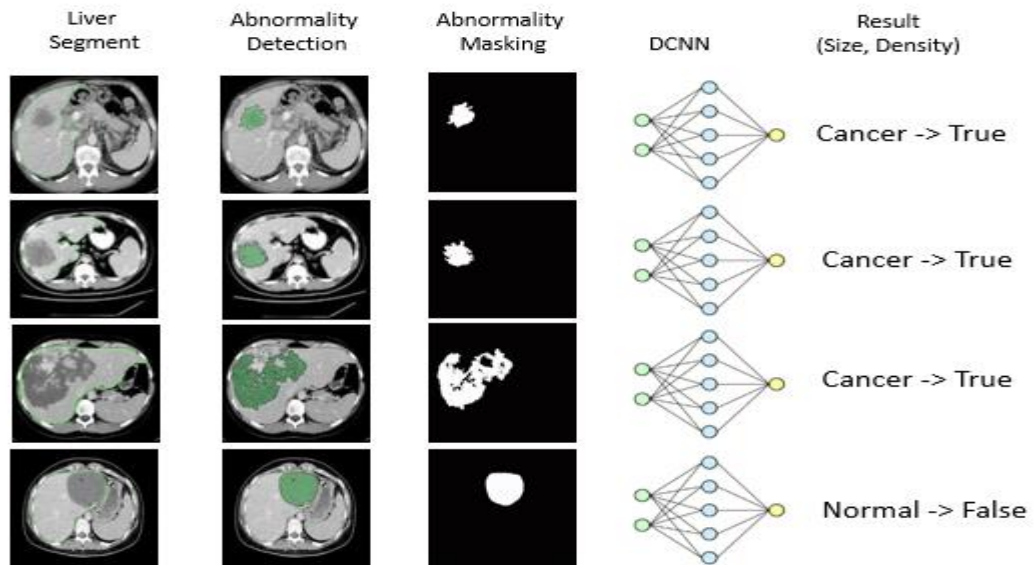 Liver
Segment
Abnormality
Detection
Abnormality
Masking
DCNN
Result
(Size, Density)
Cancer -> True
Cancer -> True
Cancer -> True
Normal -> False